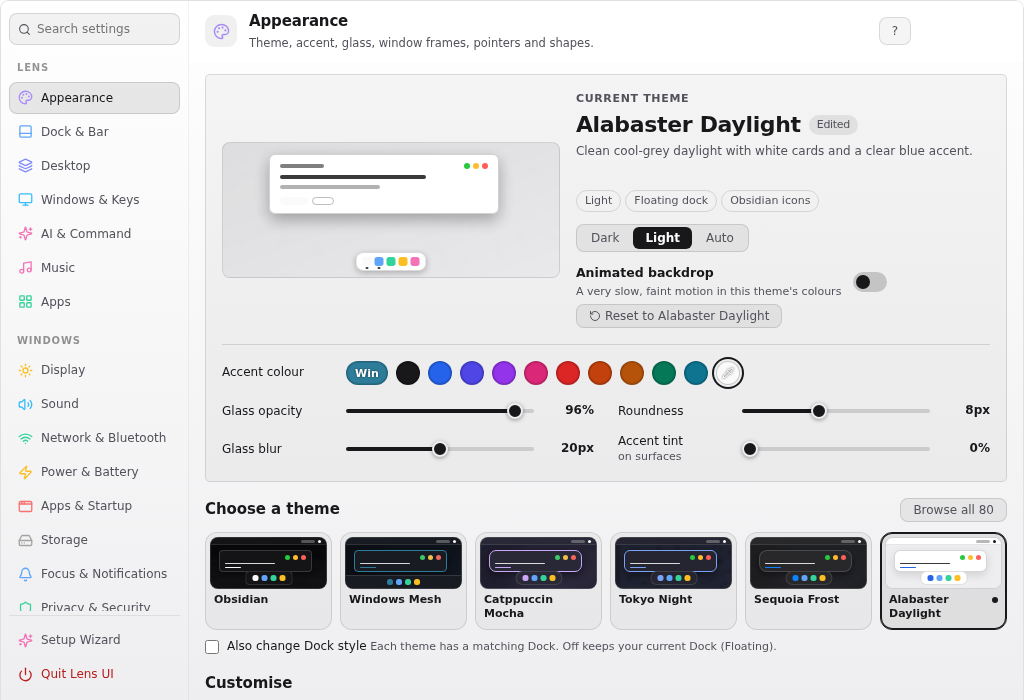 Search settings
LENS
Appearance
Dock & Bar
Desktop
Windows & Keys
AI & Command
Music
Apps
WINDOWS
Display
Sound
Network & Bluetooth
Power & Battery
Apps & Startup
Storage
Focus & Notifications
Privacy & Security
Setup Wizard
Quit Lens UI
Appearance
Theme, accent, glass, window frames, pointers and shapes.
?
CURRENT THEME
Alabaster Daylight Edited
Clean cool-grey daylight with white cards and a clear blue accent.
Light Floating dock Obsidian icons
Dark Light Auto
Animated backdrop
A very slow, faint motion in this theme's colours
Reset to Alabaster Daylight
Accent colour Win
Glass opacity 96% Roundness 8px
Glass blur 20px Accent tint 0%
on surfaces
Choose a theme Browse all 80
Obsidian
Windows Mesh
Catppuccin
Mocha
Tokyo Night
Sequoia Frost
Alabaster
Daylight
Also change Dock style Each theme has a matching Dock. Off keeps your current Dock (Floating).
Customise